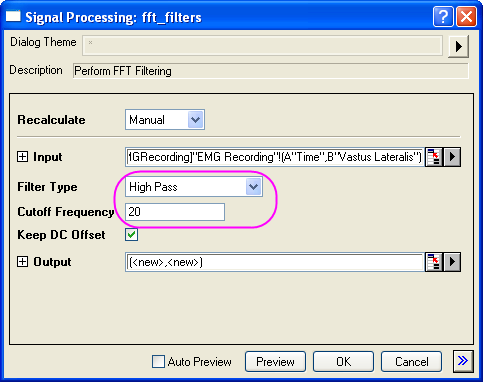 Signal Processing: fft_filters
Dialog Theme *
Description Perform FFT Filtering
Recalculate Manual
Input 1GRecording]"EMG Recording"!(A"Time",B"Vastus Lateralis")
Filter Type High Pass
Cutoff Frequency 20
Keep DC Offset
Output (<new>,<new>)
Auto Preview Preview OK Cancel